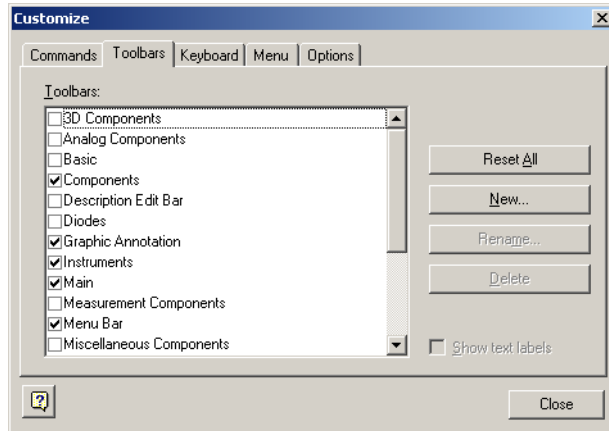 Customize
Commands Toolbars Keyboard Menu Options
Toolbars:
3D Components
Analog Components
Basic
Components
Description Edit Bar
Diodes
Graphic Annotation
Instruments
Main
Measurement Components
Menu Bar
Miscellaneous Components
Reset All
New...
Rename...
Delete
Show text labels
Close